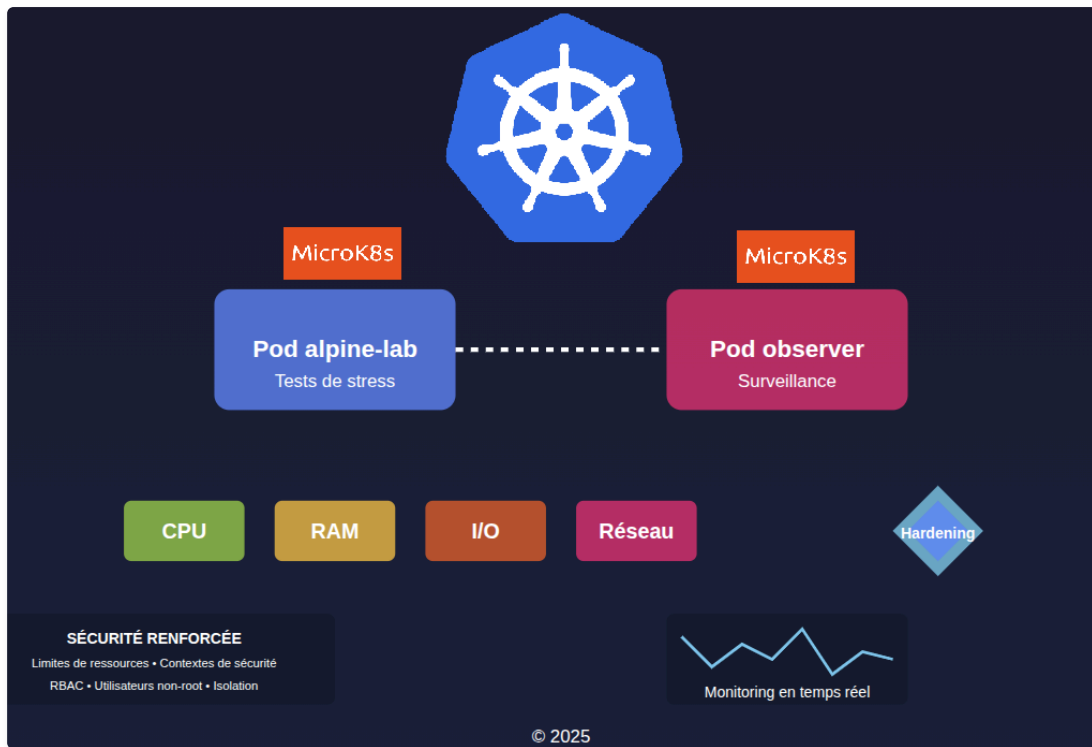 MicroK8s
MicroK8s
Pod alpine-lab
Tests de stress
Pod observer
Surveillance
CPU
RAM
I/O
Réseau
Hardening
SÉCURITÉ RENFORCÉE
Limites de ressources • Contextes de sécurité
RBAC • Utilisateurs non-root • Isolation
Monitoring en temps réel
© 2025